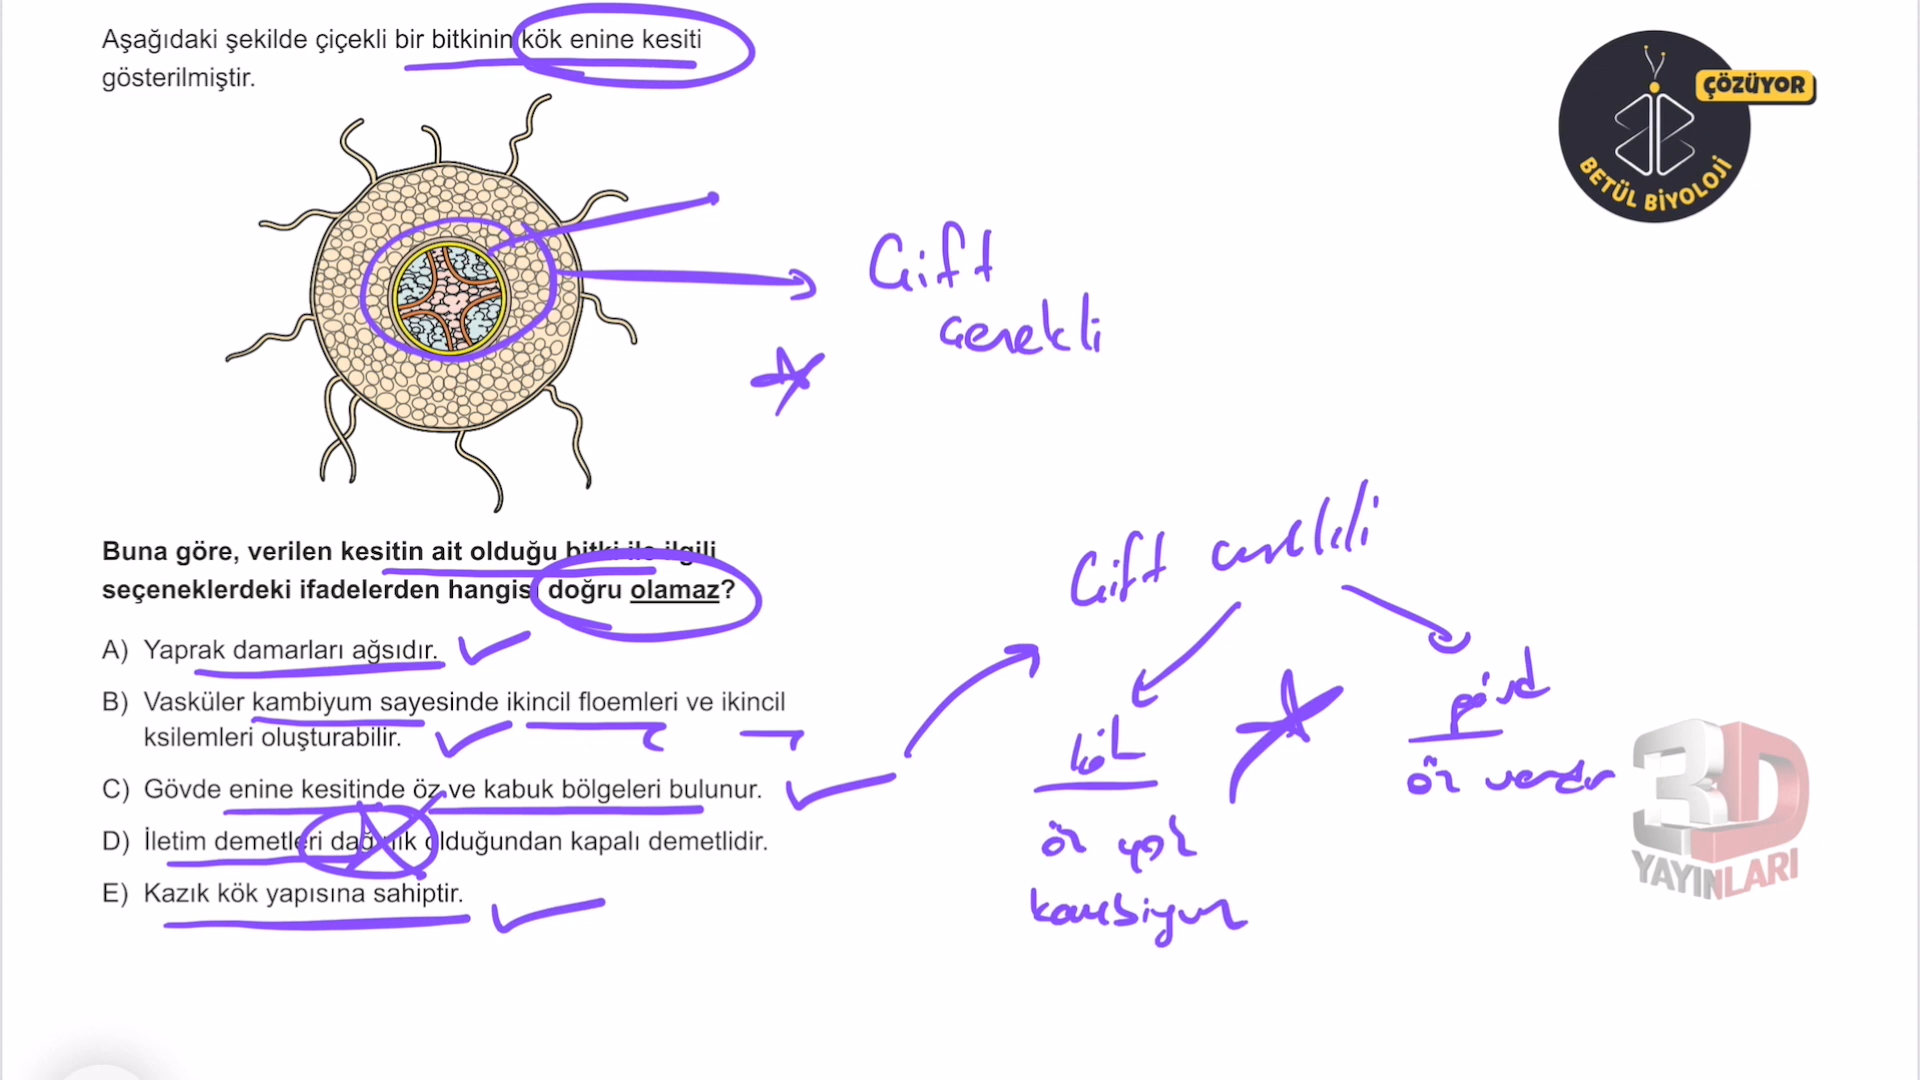 Aşağıdaki şekilde çiçekli bir bitkinin kök enine kesiti
gösterilmiştir.
ÇÖZÜYOR
BETÜL BİYOLOJİ
Çift
çenekli
Buna göre, verilen kesitin ait olduğu bitki ile ilgili
seçeneklerdeki ifadelerden hangisi doğru olamaz?
Çift çenekli
A) Yaprak damarları ağsıdır.
B) Vasküler kambiyum sayesinde ikincil floemleri ve ikincil
ksilemleri oluşturabilir.
C) Gövde enine kesitinde öz ve kabuk bölgeleri bulunur.
D) İletim demetleri dağınık olduğundan kapalı demetlidir.
E) Kazık kök yapısına sahiptir.
kök
öz yok
kambiyum
gövde
öz vardır
3D
YAYINLARI